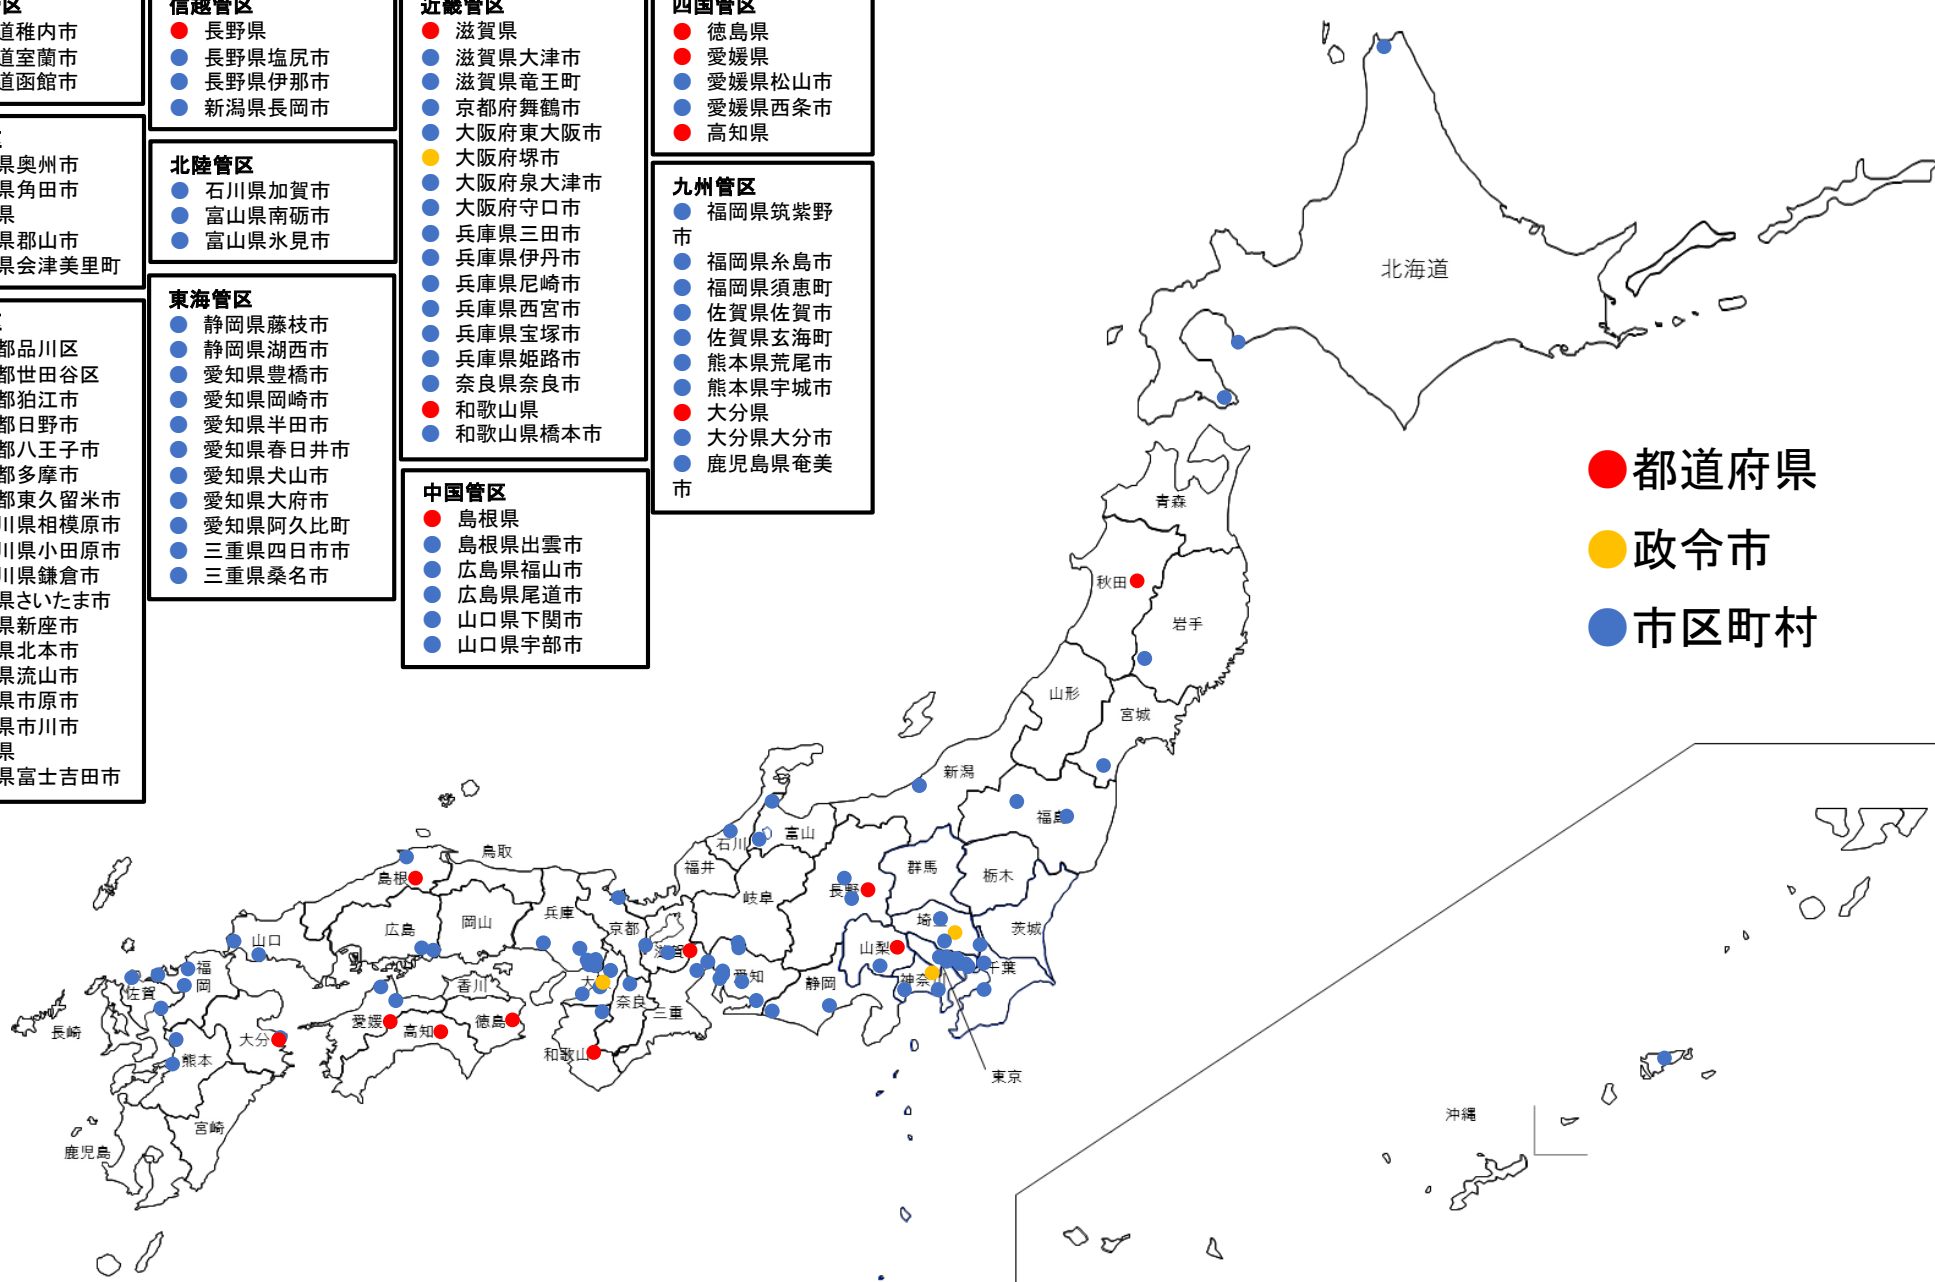 区
道稚内市
道室蘭市
道函館市
県奥州市
県角田市
県
県郡山市
県会津美里町
都品川区
都世田谷区
都狛江市
都日野市
都八王子市
都多摩市
都東久留米市
川県相模原市
川県小田原市
川県鎌倉市
県さいたま市
県新座市
県北本市
県流山市
県市原市
県市川市
県
県富士吉田市
信越管区
長野県
長野県塩尻市
長野県伊那市
新潟県長岡市
北陸管区
石川県加賀市
富山県南砺市
富山県氷見市
東海管区
静岡県藤枝市
静岡県湖西市
愛知県豊橋市
愛知県岡崎市
愛知県半田市
愛知県春日井市
愛知県犬山市
愛知県大府市
愛知県阿久比町
三重県四日市市
三重県桑名市
近畿管区
滋賀県
滋賀県大津市
滋賀県竜王町
京都府舞鶴市
大阪府東大阪市
大阪府堺市
大阪府泉大津市
大阪府守口市
兵庫県三田市
兵庫県伊丹市
兵庫県尼崎市
兵庫県西宮市
兵庫県宝塚市
兵庫県姫路市
奈良県奈良市
和歌山県
和歌山県橋本市
中国管区
島根県
島根県出雲市
広島県福山市
広島県尾道市
山口県下関市
山口県宇部市
四国管区
徳島県
愛媛県
愛媛県松山市
愛媛県西条市
高知県
九州管区
福岡県筑紫野
市
福岡県糸島市
福岡県須恵町
佐賀県佐賀市
佐賀県玄海町
熊本県荒尾市
熊本県宇城市
大分県
大分県大分市
鹿児島県奄美
市
都道府県
政令市
市区町村
北海道
青森
秋田
岩手
山形
宮城
新潟
福島
富山
石川
福井
群馬
栃木
長野
岐阜
茨城
埼
山梨
千葉
神奈川
東京
静岡
愛知
三重
滋賀
京都
奈良
大
和歌山
兵庫
鳥取
島根
岡山
広島
山口
香川
徳島
愛媛
高知
福
岡
佐賀
長崎
大分
熊本
宮崎
鹿児島
沖縄